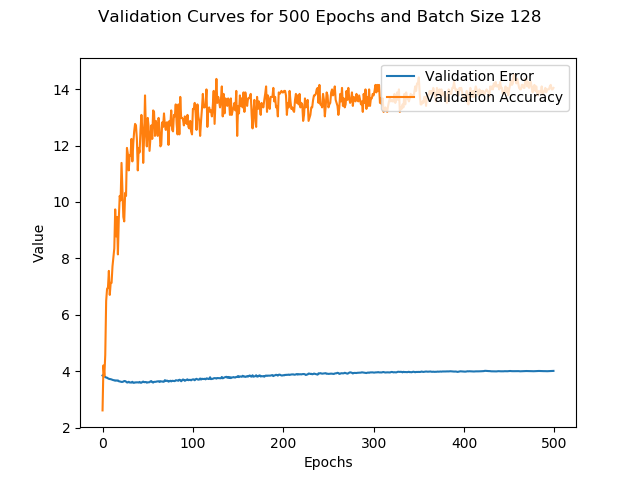 Validation Curves for 500 Epochs and Batch Size 128
Validation Error
Validation Accuracy
14
12
10
8
6
4
2
Value
0
100
200
300
400
500
Epochs